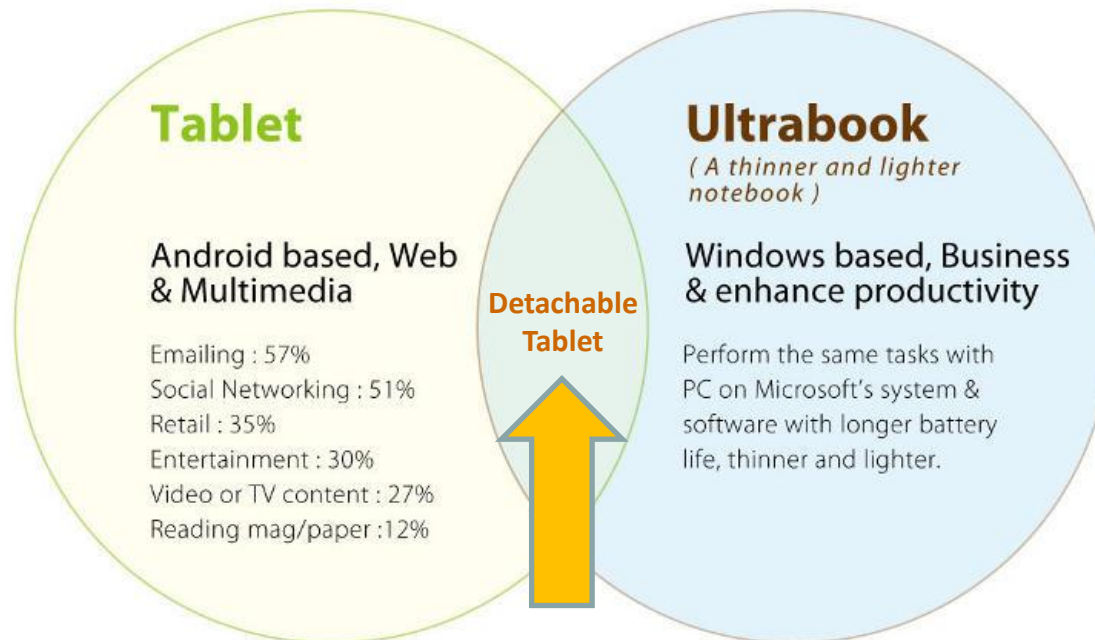 Tablet
Android based, Web
& Multimedia
Emailing : 57%
Social Networking : 51%
Retail : 35%
Entertainment : 30%
Video or TV content : 27%
Reading mag/paper :12%
Detachable
Tablet
Ultrabook
( A thinner and lighter
notebook )
Windows based, Business
& enhance productivity
Perform the same tasks with
PC on Microsoft's system &
software with longer battery
life, thinner and lighter.